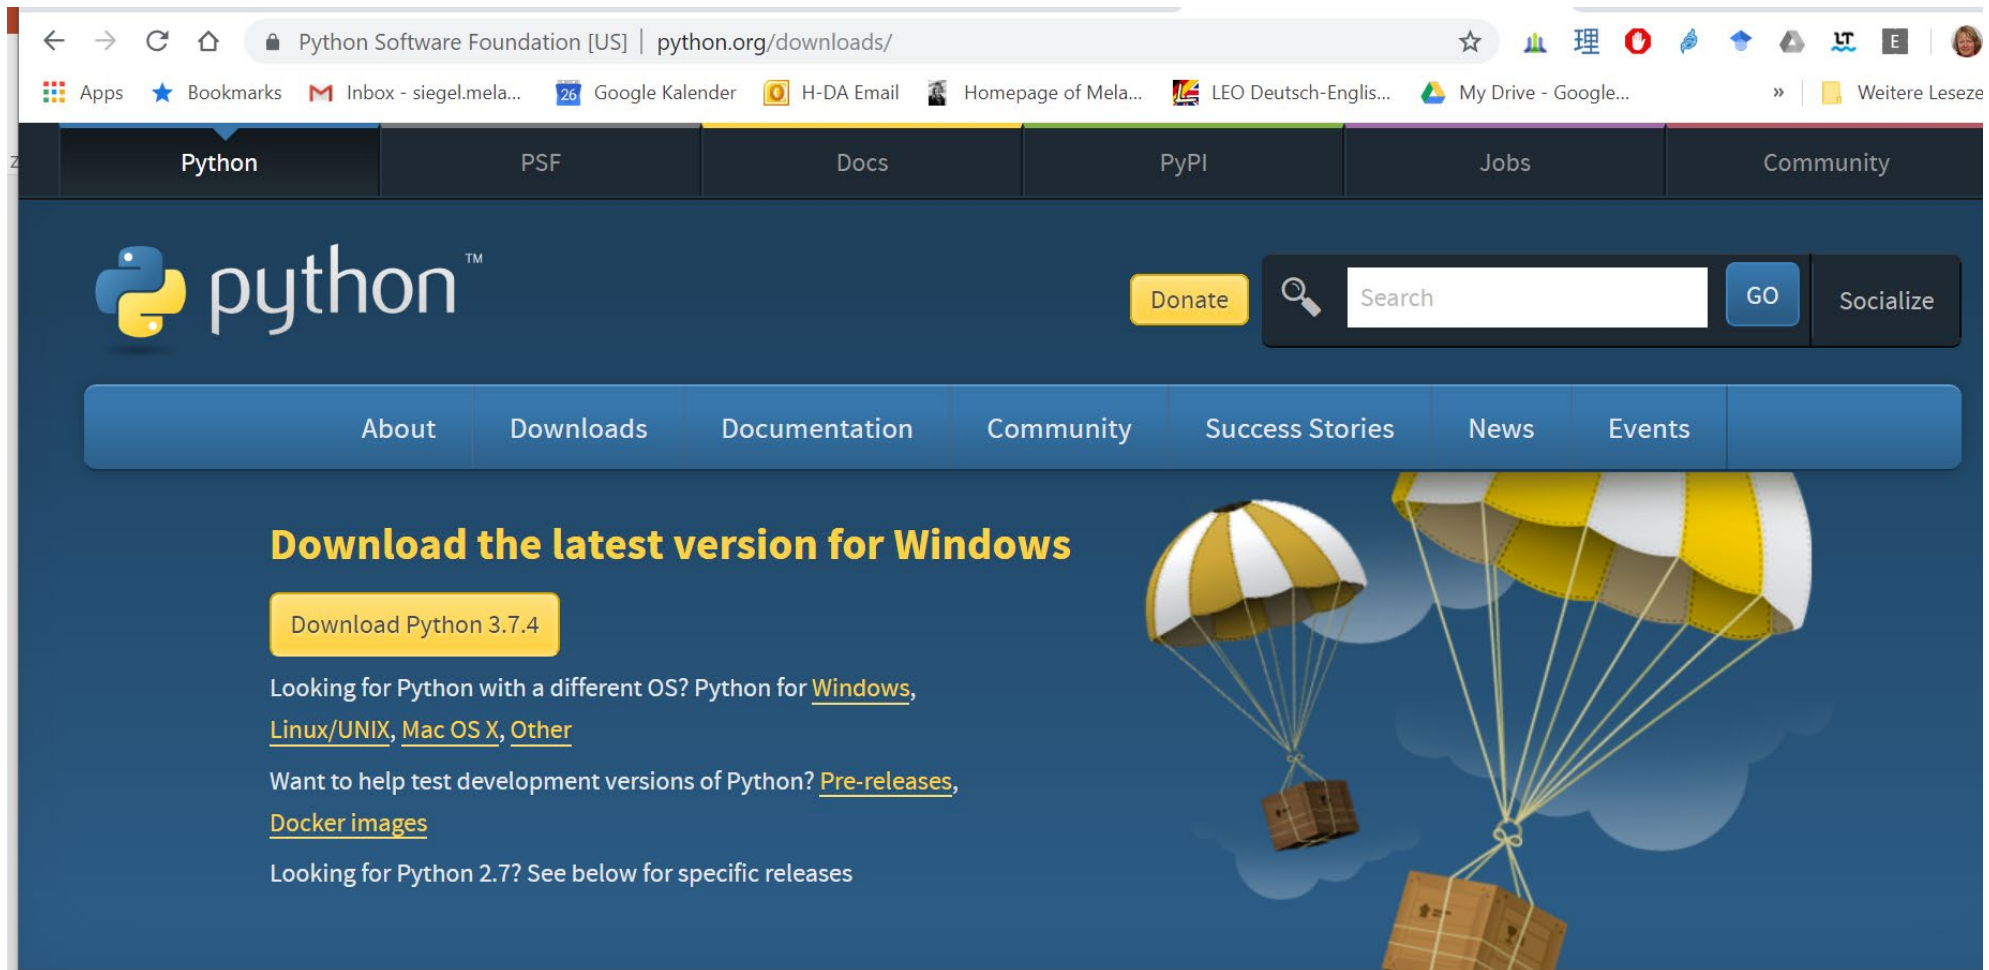 Python Software Foundation [US] | python.org/downloads/
理 LT E
Apps Bookmarks Inbox - siegel.mela... 26 Google Kalender H-DA Email Homepage of Mela... LEO Deutsch-Englis... My Drive - Google... » Weitere Leseze
z
Python PSF Docs PyPI Jobs Community
python™
Donate Search GO Socialize
About Downloads Documentation Community Success Stories News Events
Download the latest version for Windows
Download Python 3.7.4
Looking for Python with a different OS? Python for Windows,
Linux/UNIX, Mac OS X, Other
Want to help test development versions of Python? Pre-releases,
Docker images
Looking for Python 2.7? See below for specific releases